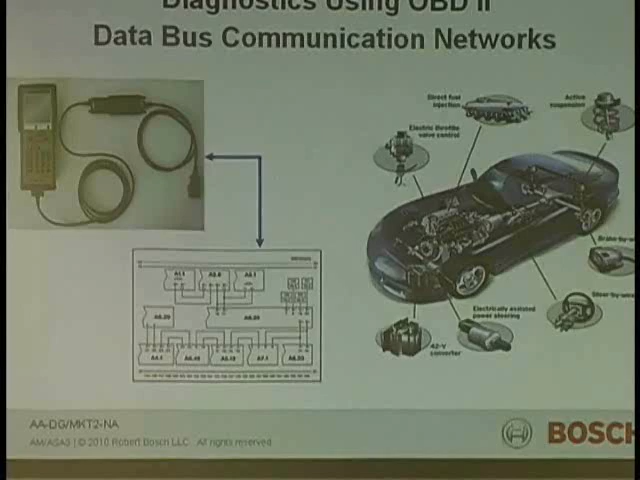 Diagnostics Using OBD II
Data Bus Communication Networks
Direct fuel
injection
Active
suspension
Electric throttle
valve control
Brake-by-w
Steer-by-wire
Electrically assisted
power steering
42-V
converter
AA-DG/MKT2-NA
AM/ASA3 | © 2010 Robert Bosch LLC. All rights reserved
BOSCH